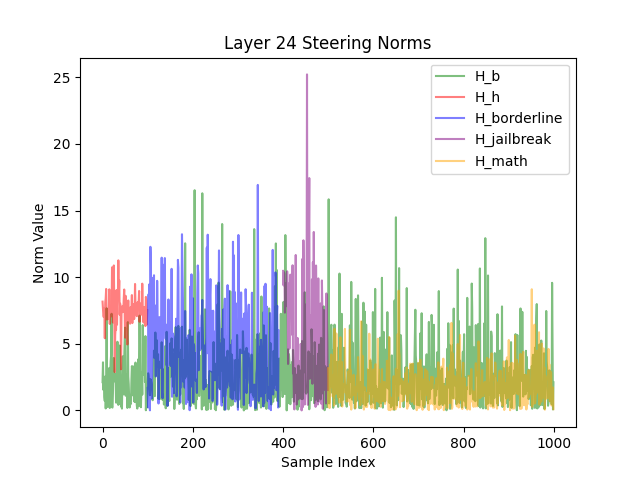 Layer 24 Steering Norms
H_b
H_h
H_borderline
H_jailbreak
H_math
Norm Value
25
20
15
10
5
0
0 200 400 600 800 1000
Sample Index